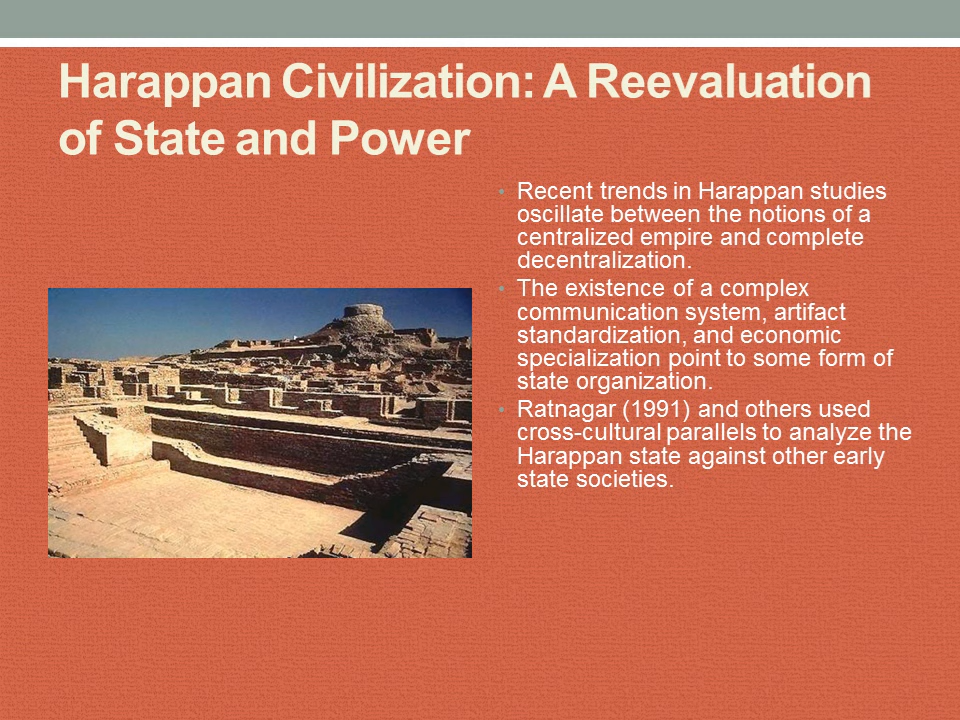 Harappan Civilization: A Reevaluation
of State and Power
• Recent trends in Harappan studies
oscillate between the notions of a
centralized empire and complete
decentralization.
• The existence of a complex
communication system, artifact
standardization, and economic
specialization point to some form of
state organization.
• Ratnagar (1991) and others used
cross-cultural parallels to analyze the
Harappan state against other early
state societies.